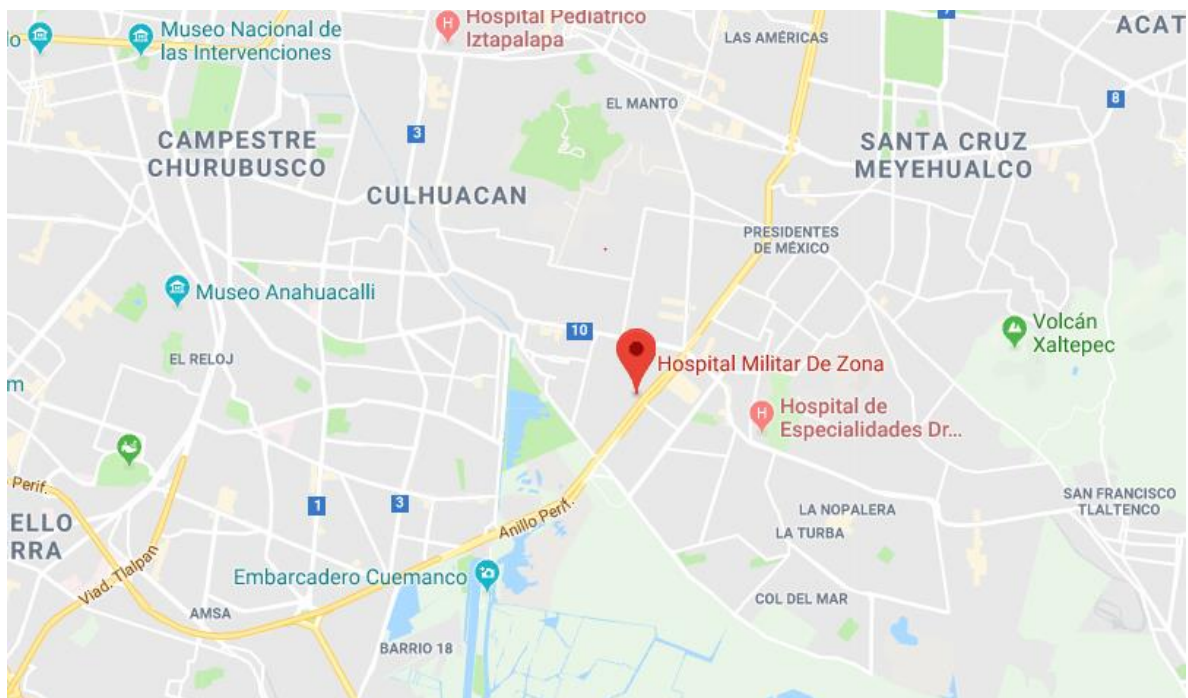 lo
Museo Nacional de
las Intervenciones
Hospital Pediátrico
Iztapalapa
LAS AMÉRICAS
7
ACAT
EL MANTO
8
3
CAMPESTRE
CHURUBUSCO
SANTA CRUZ
MEYEHUALCO
CULHUACAN
PRESIDENTES
DE MÉXICO
Museo Anahuacalli
10
Volcán
Xaltepec
EL RELOJ
Hospital Militar De Zona
m
Hospital de
Especialidades Dr...
Perif.
1
3
Anillo Perif.
LA NOPALERA
SAN FRANCISCO
TLALTENCO
ELLO
RRA
LA TURBA
Viad. Tlalpan
Embarcadero Cuemanco
AMSA
COL DEL MAR
BARRIO 18